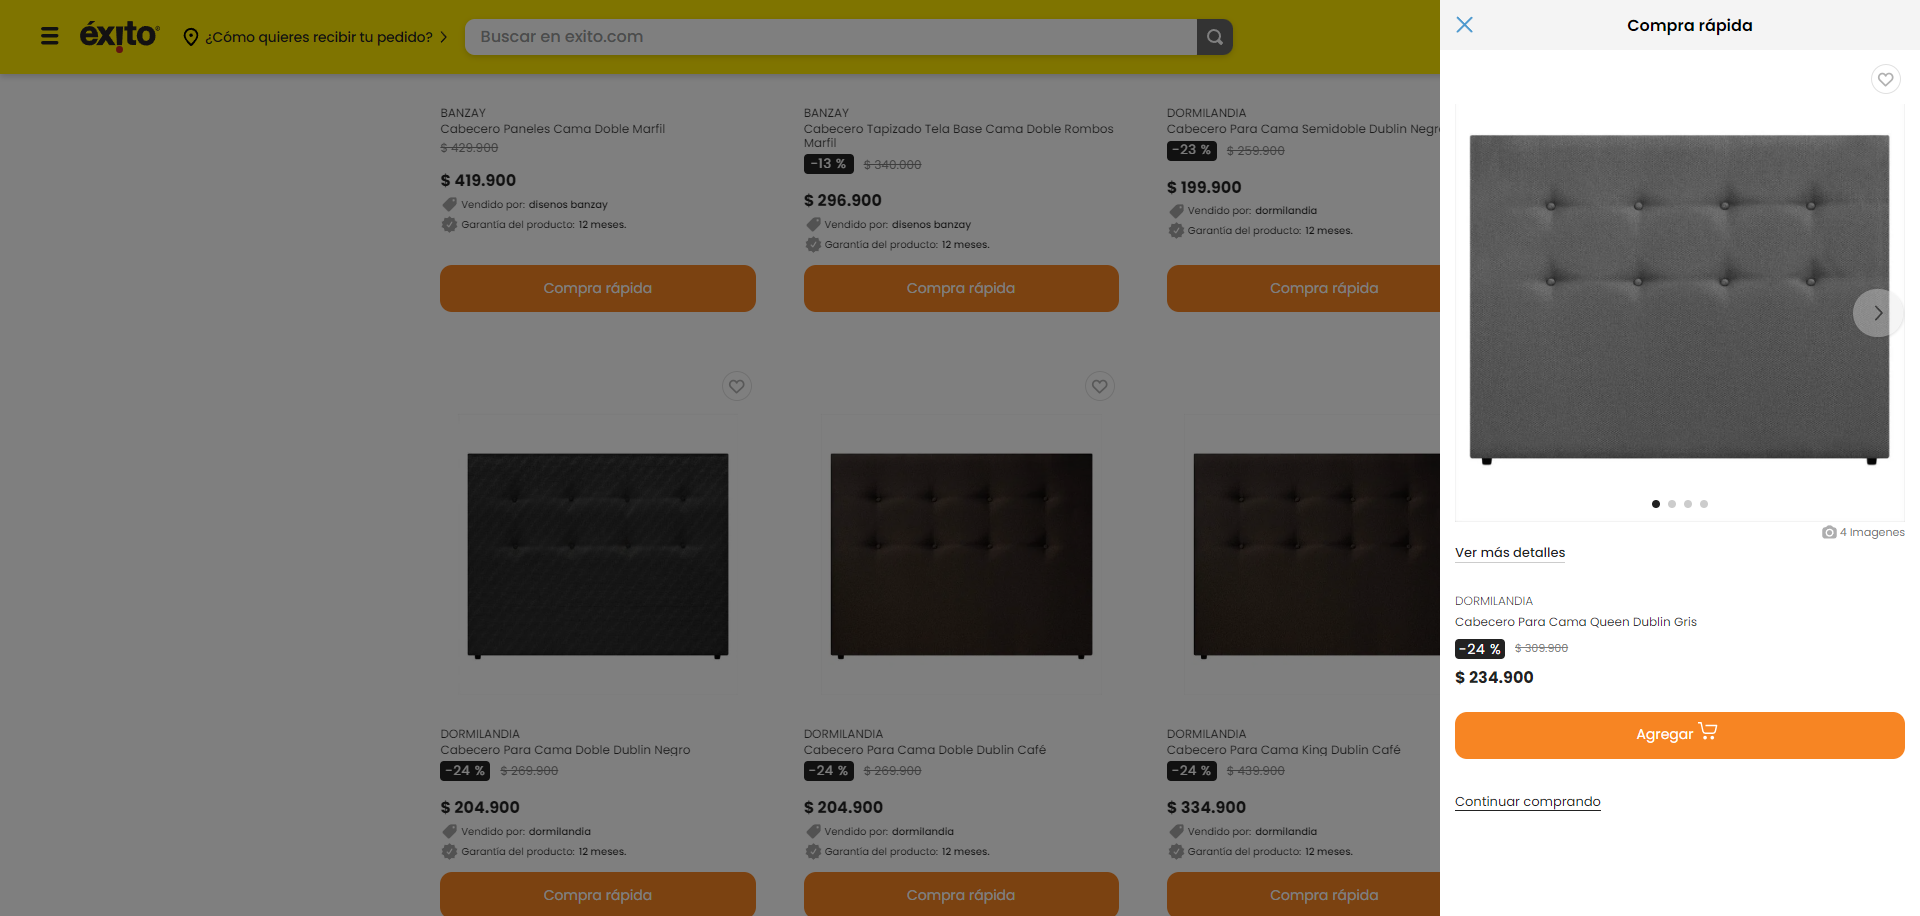 éxito
¿Cómo quieres recibir tu pedido?
Buscar en exito.com
BANZAY
Cabecero Paneles Cama Doble Marfil
$ 429.900
$ 419.900
Vendido por: disenos banzay
Garantía del producto: 12 meses.
Compra rápida
BANZAY
Cabecero Tapizado Tela Base Cama Doble Rombos
Marfil
-13 % $ 340.000
$ 296.900
Vendido por: disenos banzay
Garantía del producto: 12 meses.
Compra rápida
DORMILANDIA
Cabecero Para Cama Semidoble Dublin Negr
-23 % $ 259.900
$ 199.900
Vendido por: dormilandia
Garantía del producto: 12 meses.
Compra rápida
DORMILANDIA
Cabecero Para Cama Doble Dublin Negro
-24 % $ 269.900
$ 204.900
Vendido por: dormilandia
Garantía del producto: 12 meses.
Compra rápida
DORMILANDIA
Cabecero Para Cama Doble Dublin Café
-24 % $ 269.900
$ 204.900
Vendido por: dormilandia
Garantía del producto: 12 meses.
Compra rápida
DORMILANDIA
Cabecero Para Cama King Dublin Café
-24 % $ 439.900
$ 334.900
Vendido por: dormilandia
Garantía del producto: 12 meses.
Compra rápida
Compra rápida
4 Imagenes
Ver más detalles
DORMILANDIA
Cabecero Para Cama Queen Dublin Gris
-24 % $ 309.900
$ 234.900
Agregar
Continuar comprando